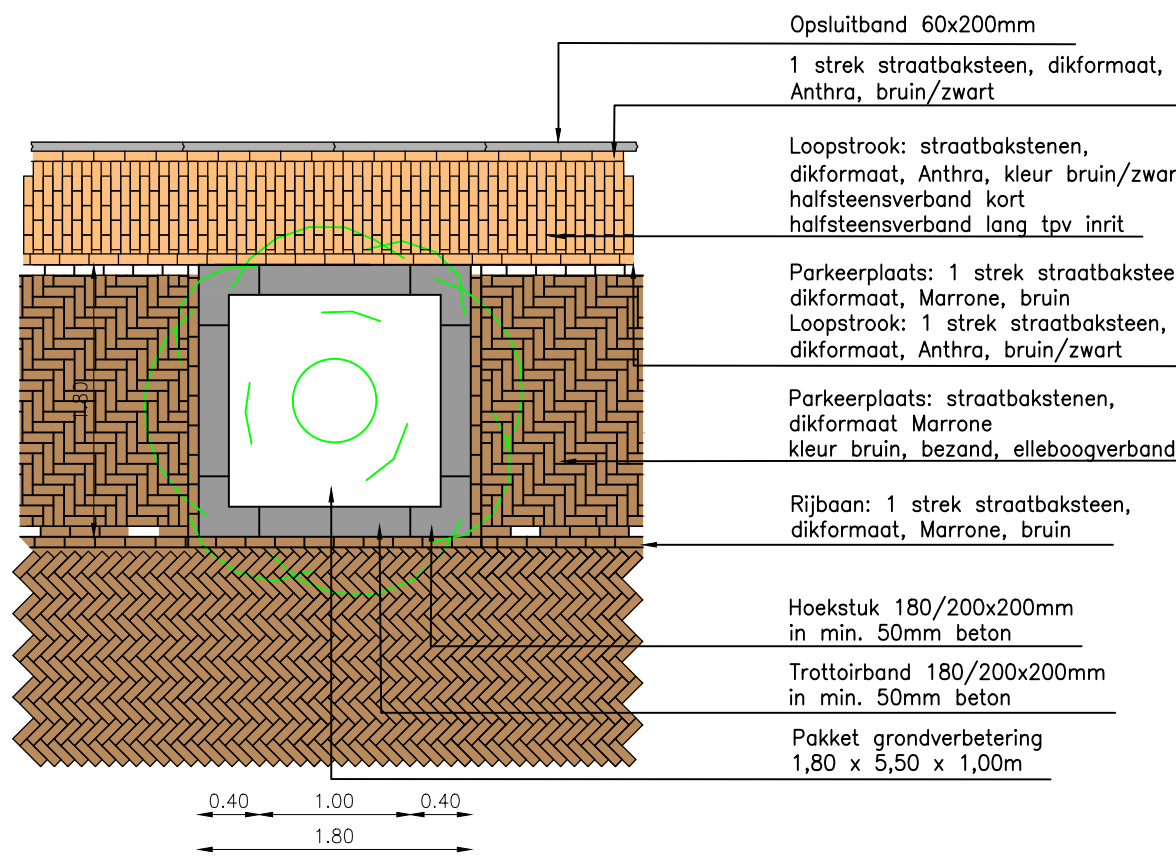 Opsluitband 60x200mm
1 strek straatbaksteen, dikformaat,
Anthra, bruin/zwart
Loopstrook: straatbakstenen,
dikformaat, Anthra, kleur bruin/zwar
halfsteensverband kort
halfsteensverband lang tpv inrit
Parkeerplaats: 1 strek straatbakstee
dikformaat, Marrone, bruin
Loopstrook: 1 strek straatbaksteen,
dikformaat, Anthra, bruin/zwart
Parkeerplaats: straatbakstenen,
dikformaat Marrone
kleur bruin, bezand, elleboogverband
Rijbaan: 1 strek straatbaksteen,
dikformaat, Marrone, bruin
Hoekstuk 180/200x200mm
in min. 50mm beton
Trottoirband 180/200x200mm
in min. 50mm beton
Pakket grondverbetering
1,80 x 5,50 x 1,00m
1.80
0.40 1.00 0.40
1.80